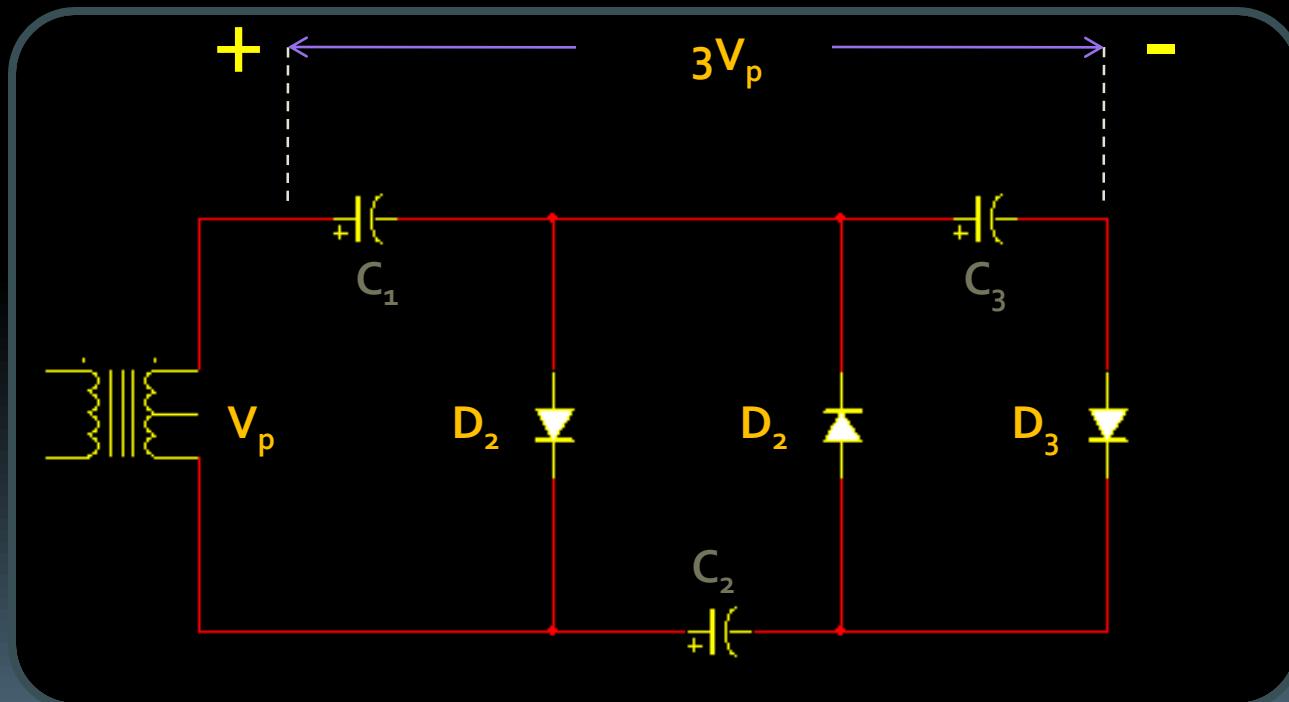 + 3Vₚ -
+ C₁
+ C₃
Vₚ D₂ D₂ D₃
C₂
+